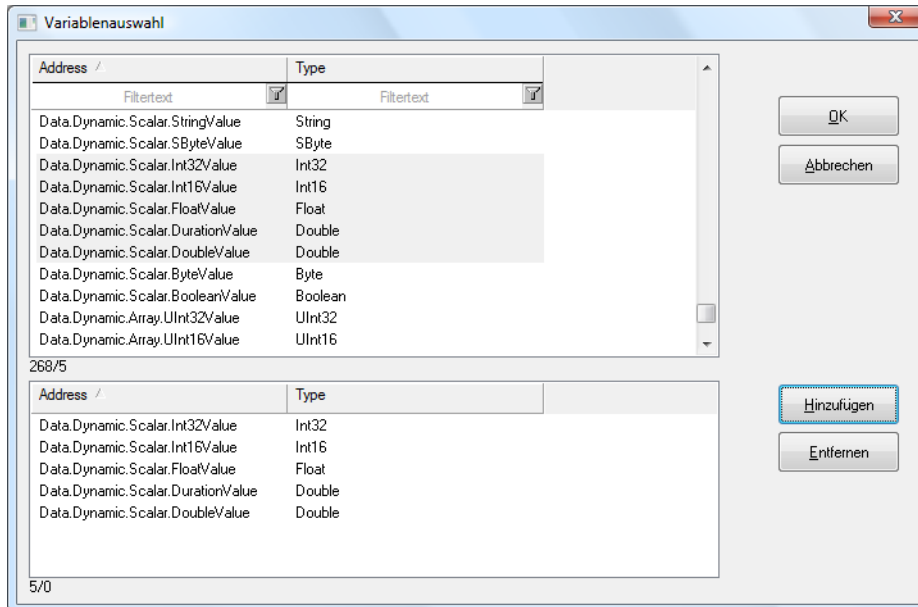 Variablenauswahl
Address Type
Filtertext Filtertext
Data.Dynamic.Scalar.StringValue String
Data.Dynamic.Scalar.SByteValue SByte
Data.Dynamic.Scalar.Int32Value Int32
Data.Dynamic.Scalar.Int16Value Int16
Data.Dynamic.Scalar.FloatValue Float
Data.Dynamic.Scalar.DurationValue Double
Data.Dynamic.Scalar.DoubleValue Double
Data.Dynamic.Scalar.ByteValue Byte
Data.Dynamic.Scalar.BooleanValue Boolean
Data.Dynamic.Array.UInt32Value UInt32
Data.Dynamic.Array.UInt16Value UInt16
268/5
OK
Abbrechen
Address Type
Data.Dynamic.Scalar.Int32Value Int32
Data.Dynamic.Scalar.Int16Value Int16
Data.Dynamic.Scalar.FloatValue Float
Data.Dynamic.Scalar.DurationValue Double
Data.Dynamic.Scalar.DoubleValue Double
5/0
Hinzufügen
Entfernen